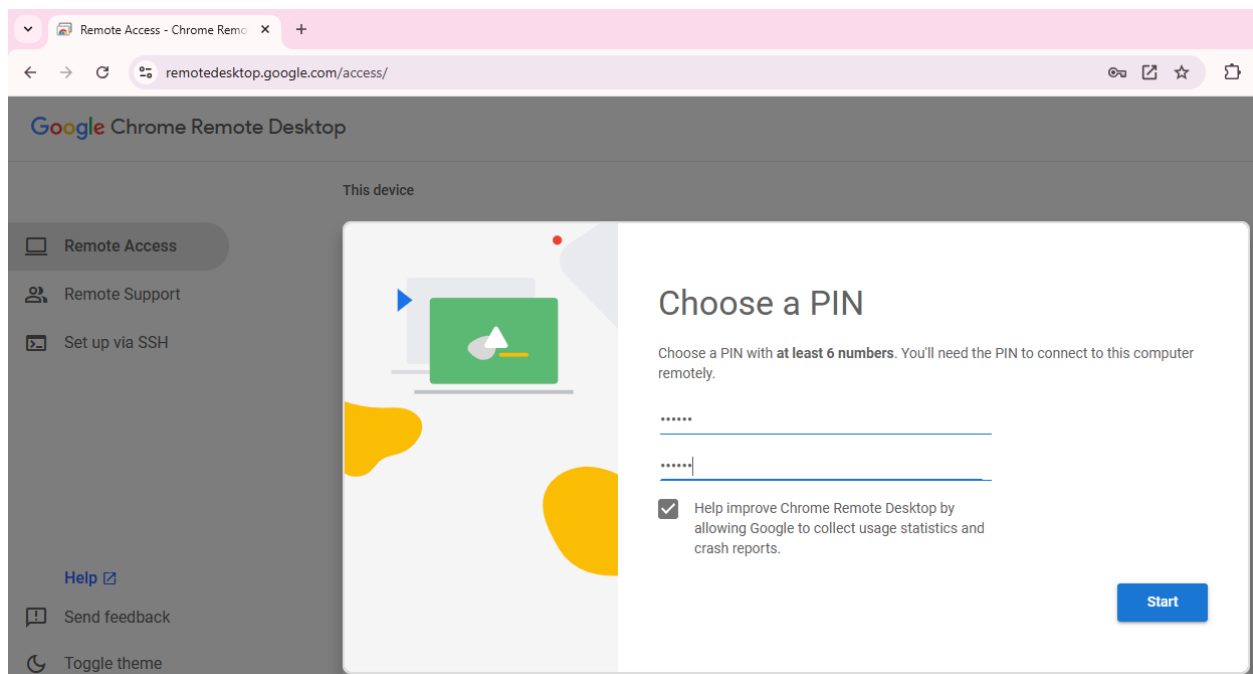 Remote Access - Chrome Remo
remotedesktop.google.com/access/
Google Chrome Remote Desktop
This device
Remote Access
Remote Support
Set up via SSH
Help
Send feedback
Toggle theme
Choose a PIN
Choose a PIN with at least 6 numbers. You'll need the PIN to connect to this computer
remotely.
••••••
••••••
Help improve Chrome Remote Desktop by
allowing Google to collect usage statistics and
crash reports.
Start